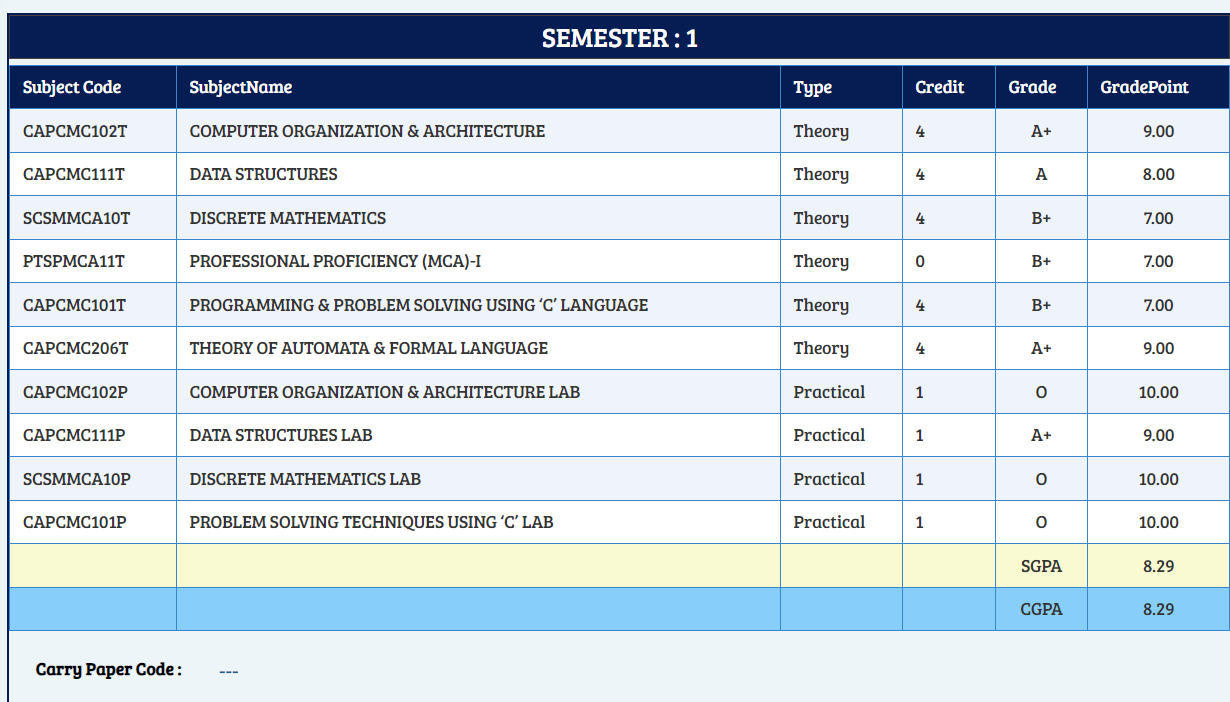 SEMESTER : 1
Subject Code SubjectName Type Credit Grade GradePoint
CAPCMC102T COMPUTER ORGANIZATION & ARCHITECTURE Theory 4 A+ 9.00
CAPCMC111T DATA STRUCTURES Theory 4 A 8.00
SCSMMCA10T DISCRETE MATHEMATICS Theory 4 B+ 7.00
PTSPMCA11T PROFESSIONAL PROFICIENCY (MCA)-I Theory 0 B+ 7.00
CAPCMC101T PROGRAMMING & PROBLEM SOLVING USING ‘C’ LANGUAGE Theory 4 B+ 7.00
CAPCMC206T THEORY OF AUTOMATA & FORMAL LANGUAGE Theory 4 A+ 9.00
CAPCMC102P COMPUTER ORGANIZATION & ARCHITECTURE LAB Practical 1 O 10.00
CAPCMC111P DATA STRUCTURES LAB Practical 1 A+ 9.00
SCSMMCA10P DISCRETE MATHEMATICS LAB Practical 1 O 10.00
CAPCMC101P PROBLEM SOLVING TECHNIQUES USING ‘C’ LAB Practical 1 O 10.00
SGPA 8.29
CGPA 8.29
Carry Paper Code : ---